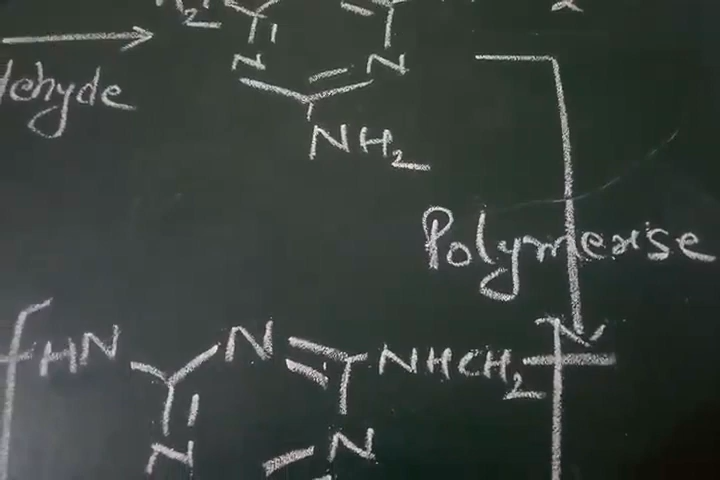 N N
dehyde
NH2
Polymerise
HN N NHCH2
N N